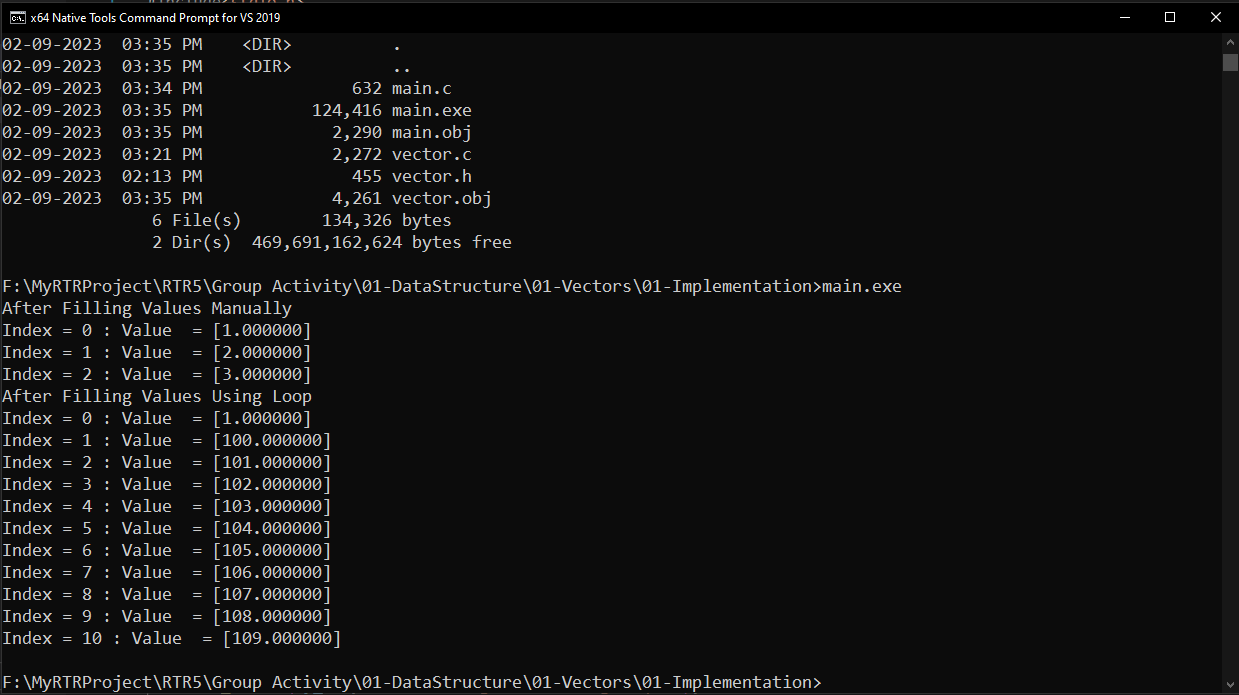 x64 Native Tools Command Prompt for VS 2019
02-09-2023  03:35 PM    <DIR>          .
02-09-2023  03:35 PM    <DIR>          ..
02-09-2023  03:34 PM               632 main.c
02-09-2023  03:35 PM           124,416 main.exe
02-09-2023  03:35 PM             2,290 main.obj
02-09-2023  03:21 PM             2,272 vector.c
02-09-2023  02:13 PM               455 vector.h
02-09-2023  03:35 PM             4,261 vector.obj
               6 File(s)        134,326 bytes
               2 Dir(s)  469,691,162,624 bytes free

F:\MyRTRProject\RTR5\Group Activity\01-DataStructure\01-Vectors\01-Implementation>main.exe
After Filling Values Manually
Index = 0 : Value  = [1.000000]
Index = 1 : Value  = [2.000000]
Index = 2 : Value  = [3.000000]
After Filling Values Using Loop
Index = 0 : Value  = [1.000000]
Index = 1 : Value  = [100.000000]
Index = 2 : Value  = [101.000000]
Index = 3 : Value  = [102.000000]
Index = 4 : Value  = [103.000000]
Index = 5 : Value  = [104.000000]
Index = 6 : Value  = [105.000000]
Index = 7 : Value  = [106.000000]
Index = 8 : Value  = [107.000000]
Index = 9 : Value  = [108.000000]
Index = 10 : Value  = [109.000000]

F:\MyRTRProject\RTR5\Group Activity\01-DataStructure\01-Vectors\01-Implementation>